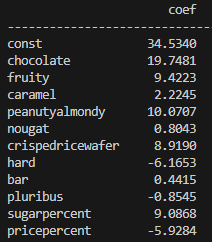 coef
--------------------------------
const 34.5340
chocolate 19.7481
fruity 9.4223
caramel 2.2245
peanutyalmondy 10.0707
nougat 0.8043
crispedricewafer 8.9190
hard -6.1653
bar 0.4415
pluribus -0.8545
sugarpercent 9.0868
pricepercent -5.9284